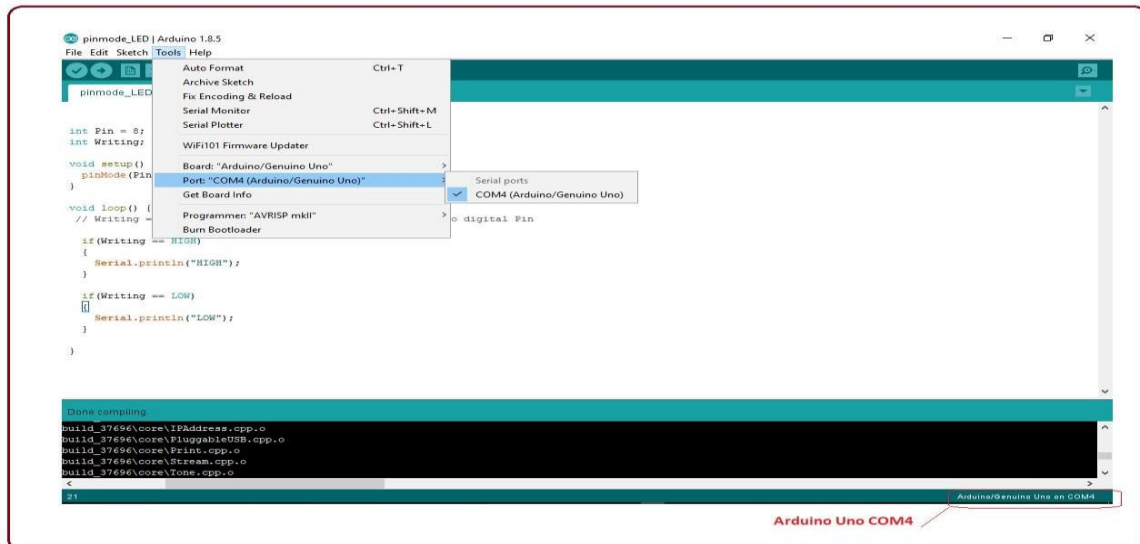 pinmode_LED | Arduino 1.8.5
File Edit Sketch Tools Help
Auto Format Ctrl+T
Archive Sketch
Fix Encoding & Reload
Serial Monitor Ctrl+Shift+M
Serial Plotter Ctrl+Shift+L
WiFi101 Firmware Updater
Board: "Arduino/Genuino Uno"
Port: "COM4 (Arduino/Genuino Uno)"
Get Board Info
Programmer: "AVRISP mkII"
Burn Bootloader
Serial ports
COM4 (Arduino/Genuino Uno)
pinmode_LED
int Pin = 8;
int Writing;
void setup()
pinMode(Pin
}
void loop() {
// Writing = o digital Pin
if(Writing == HIGH)
{
Serial.println("HIGH");
}
if(Writing == LOW)
{
Serial.println("LOW");
}
}
Done compiling.
build_37696\core\IPAddress.cpp.o
build_37696\core\PluggableUSB.cpp.o
build_37696\core\Print.cpp.o
build_37696\core\Stream.cpp.o
build_37696\core\Tone.cpp.o
21 Arduino/Genuino Uno on COM4
Arduino Uno COM4